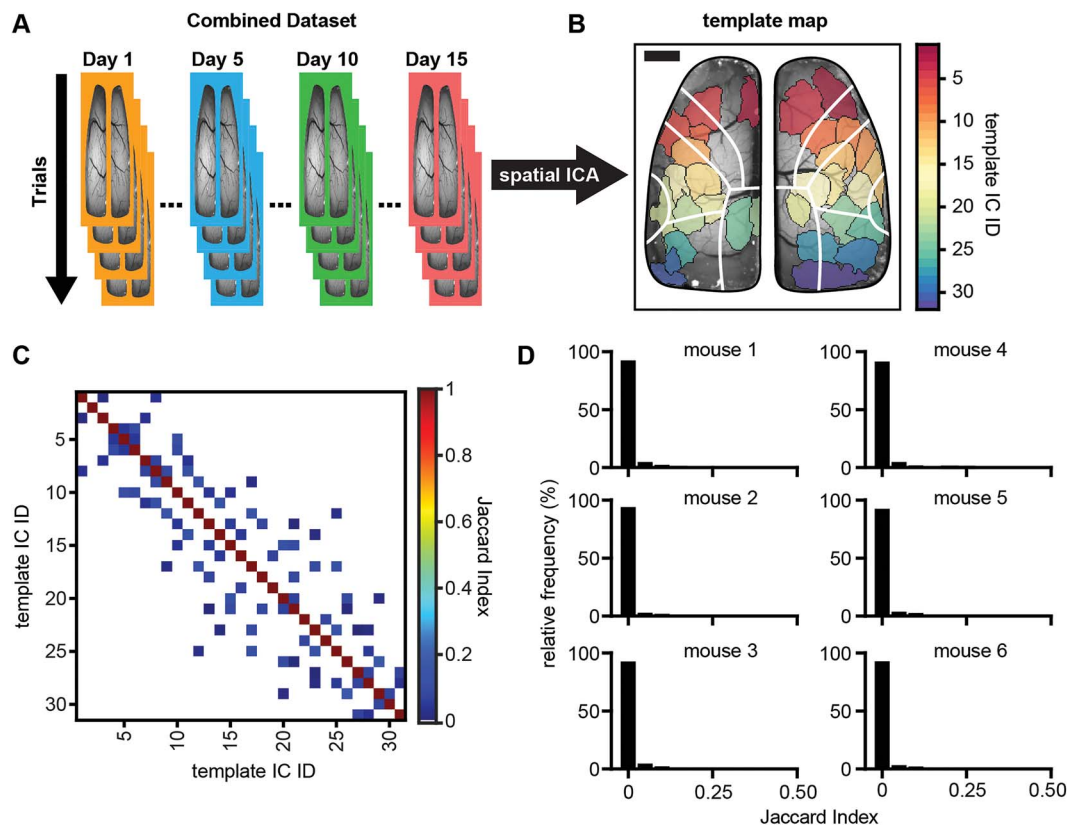 A
Combined Dataset
Day 1
Day 5
Day 10
Day 15
Trials
... ... ...
spatial ICA
B
template map
5
10
15
20
25
30
template IC ID
C
5
10
15
20
25
30
template IC ID
5
10
15
20
25
30
template IC ID
1
0.8
0.6
0.4
0.2
0
Jaccard Index
D
mouse 1
100
50
0
mouse 4
100
50
0
mouse 2
100
50
0
mouse 5
100
50
0
mouse 3
100
50
0
mouse 6
100
50
0
relative frequency (%)
0 0.25 0.50
0 0.25 0.50
Jaccard Index